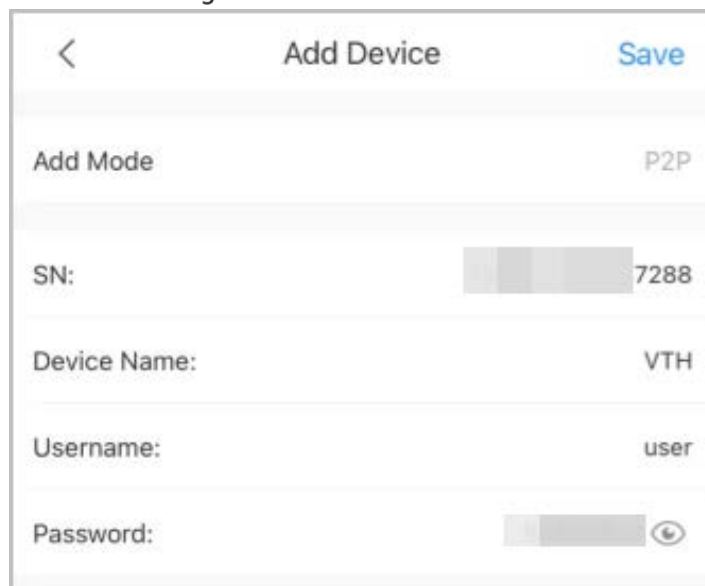 Add Device Save
Add Mode P2P
SN: 7288
Device Name: VTH
Username: user
Password: